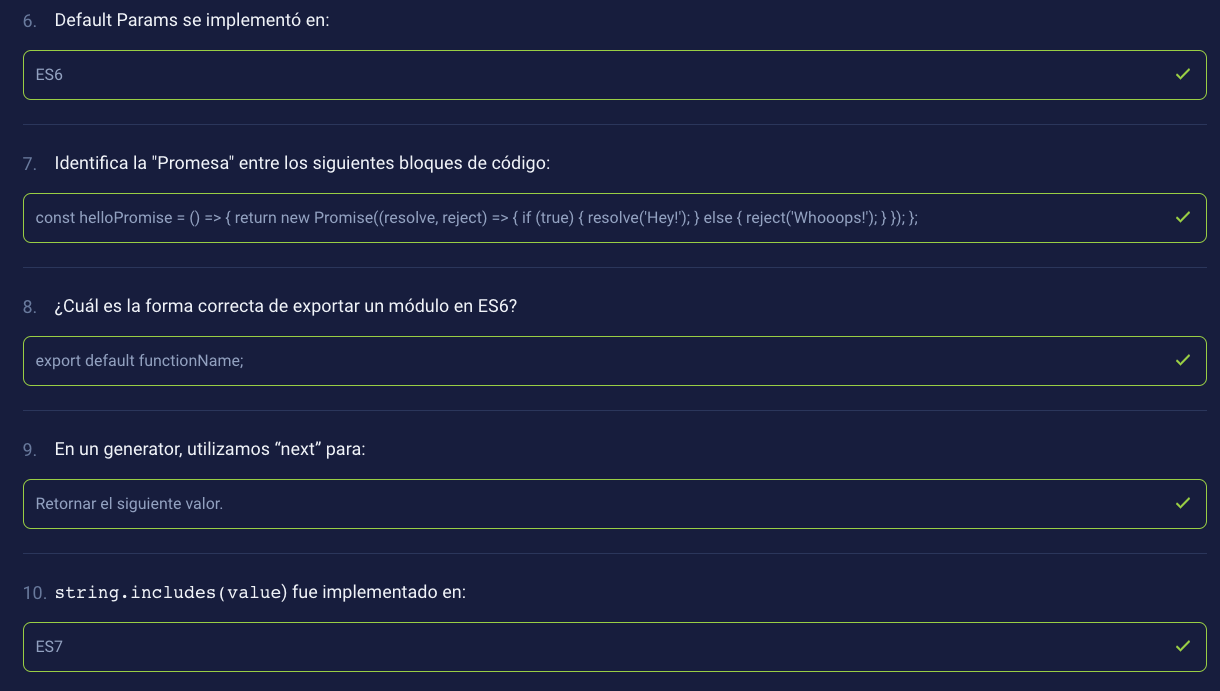 6. Default Params se implementó en:
ES6
7. Identifica la "Promesa" entre los siguientes bloques de código:
const helloPromise = () => { return new Promise((resolve, reject) => { if (true) { resolve('Hey!'); } else { reject('Whooops!'); } }); };
8. ¿Cuál es la forma correcta de exportar un módulo en ES6?
export default functionName;
9. En un generator, utilizamos “next” para:
Retornar el siguiente valor.
10. string.includes(value) fue implementado en:
ES7